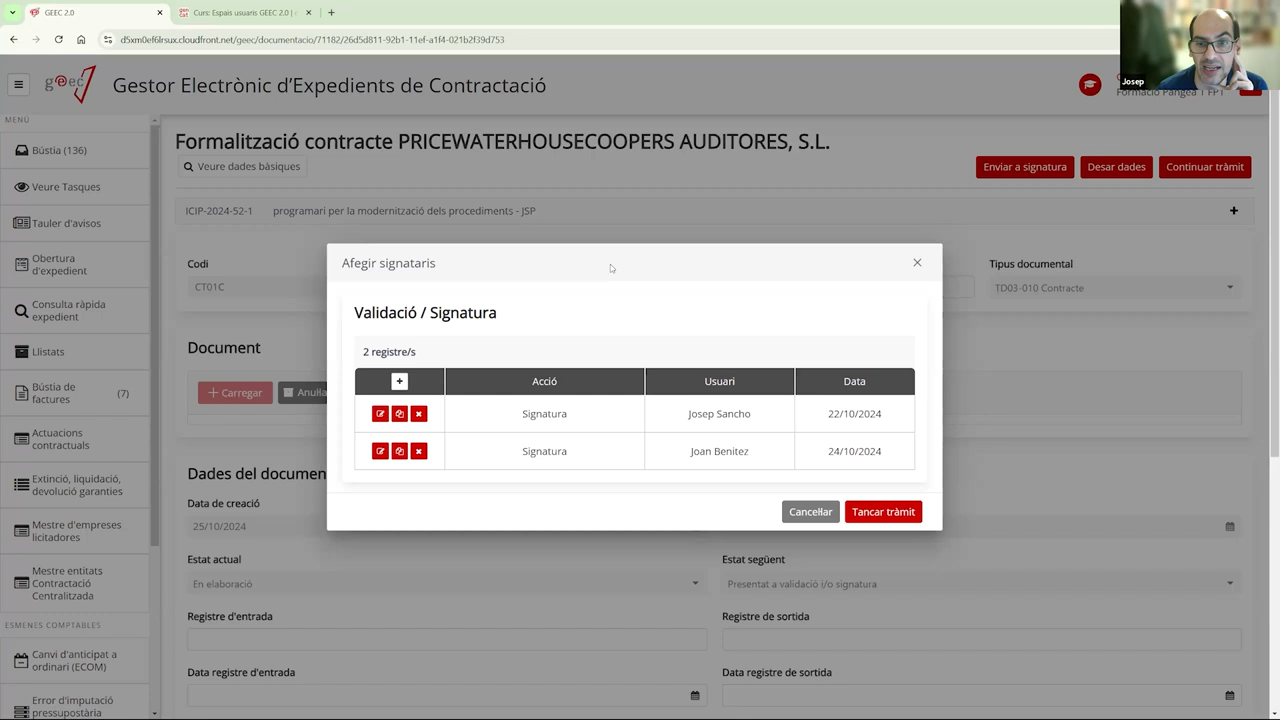 GEEC 2.0
Curs: Espais usuaris GEEC 2.0 |
d5xm0ef6lrsux.cloudfront.net/geec/documentacio/71182/26d5d811-92b1-11ef-a1f4-021b2f39d753
Josep
geec
Gestor Electrònic d'Expedients de Contractació
Formació Pangea i FPT
MENÚ
Bústia (136)
Veure Tasques
Tauler d'avisos
Obertura
d'expedient
Consulta ràpida
expedient
Llistats
Bústia de
factures
(7)
Actuacions
contractuals
Extinció, liquidació,
devolució garanties
Mestre d'empreses
licitadores
Mestre entitats
Contractació
Centralitzada
ESMENES COMPTABLES
Canvi d'anticipat a
ordinari (ECOM)
Error d'imputació
pressupostària
Formalització contracte PRICEWATERHOUSECOOPERS AUDITORES, S.L.
Veure dades bàsiques
Enviar a signatura
Desar dades
Continuar tràmit
ICIP-2024-52-1 programari per la modernització dels procediments - JSP
Codi
CT01C
Tipus documental
TD03-010 Contracte
Document
+ Carregar
Anul·la
Afegir signataris
Validació / Signatura
2 registre/s
+ Acció Usuari Data
Signatura Josep Sancho 22/10/2024
Signatura Joan Benitez 24/10/2024
Cancel·lar
Tancar tràmit
Dades del documen
Data de creació
25/10/2024
Estat actual
En elaboració
Estat següent
Presentat a validació i/o signatura
Registre d'entrada
Registre de sortida
Data registre d'entrada
Data registre de sortida